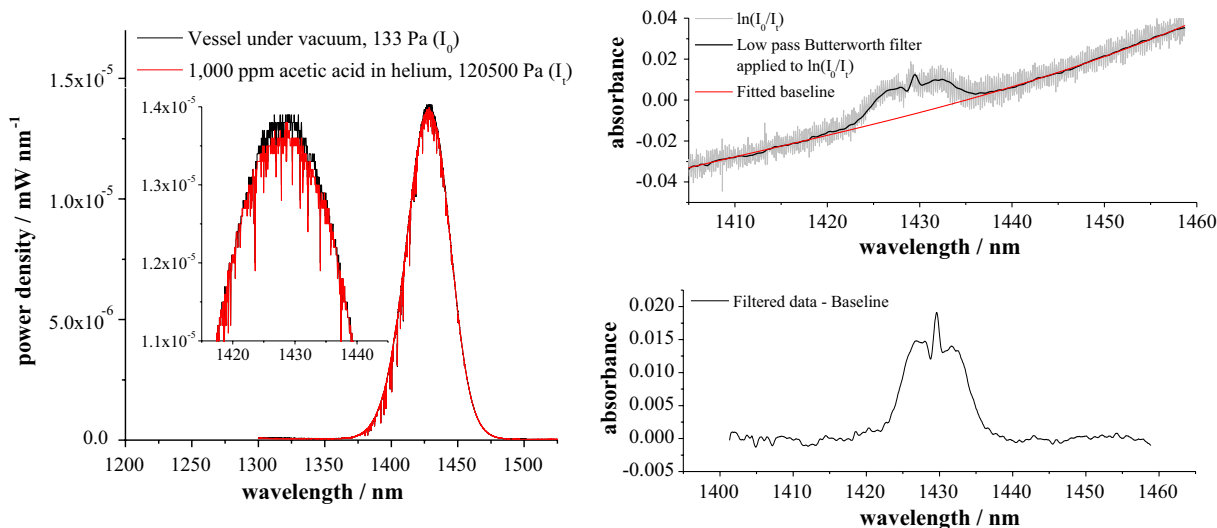 Vessel under vacuum, 133 Pa (I₀)
1,000 ppm acetic acid in helium, 120500 Pa (Iₜ)
1.5x10⁻⁵
1.0x10⁻⁵
5.0x10⁻⁶
0.0
power density / mW nm⁻¹
1200 1250 1300 1350 1400 1450 1500
wavelength / nm
1.4x10⁻⁵
1.3x10⁻⁵
1.2x10⁻⁵
1.1x10⁻⁵
1420 1430 1440
ln(I₀/Iₜ)
Low pass Butterworth filter
applied to ln(I₀/Iₜ)
Fitted baseline
0.04
0.02
0.00
-0.02
-0.04
absorbance
1410 1420 1430 1440 1450 1460
wavelength / nm
Filtered data - Baseline
0.020
0.015
0.010
0.005
0.000
-0.005
absorbance
1400 1410 1420 1430 1440 1450 1460
wavelength / nm